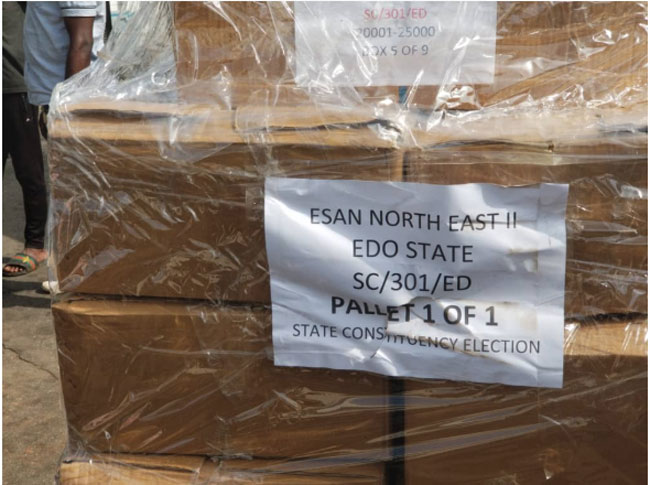 SC/301/ED
20001-25000
BOX 5 OF 9
ESAN NORTH EAST II
EDO STATE
SC/301/ED
PALLET 1 OF 1
STATE CONSTITUENCY ELECTION